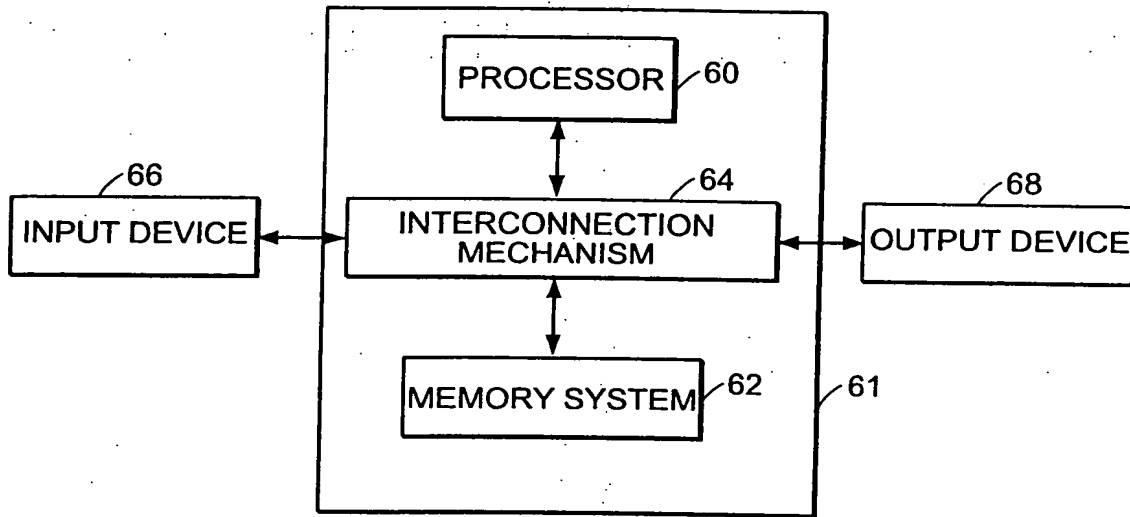 PROCESSOR
60
66
64
68
INPUT DEVICE
INTERCONNECTION
MECHANISM
OUTPUT DEVICE
MEMORY SYSTEM
62
61